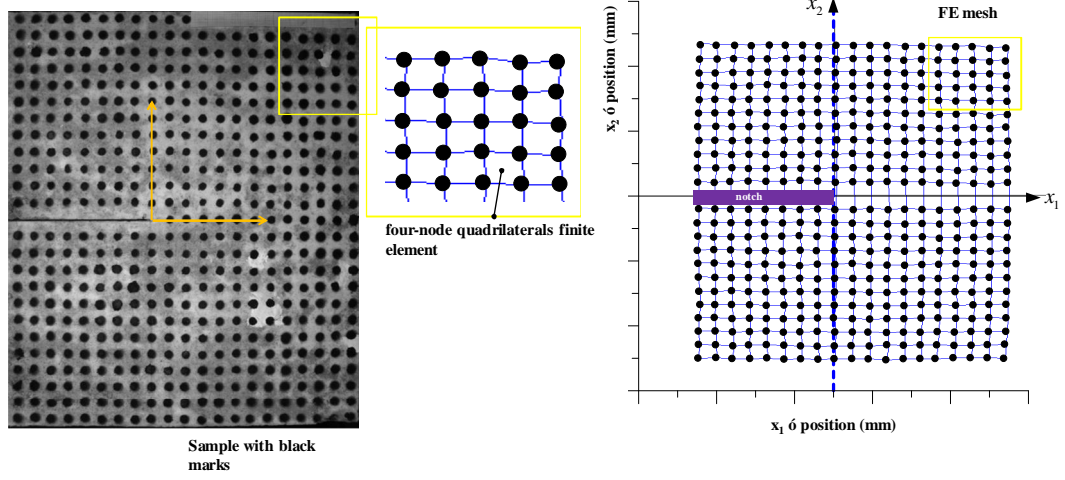 Sample with black
marks
four-node quadrilaterals finite
element
x2
FE mesh
x2 ó position (mm)
notch
x1
x1 ó position (mm)